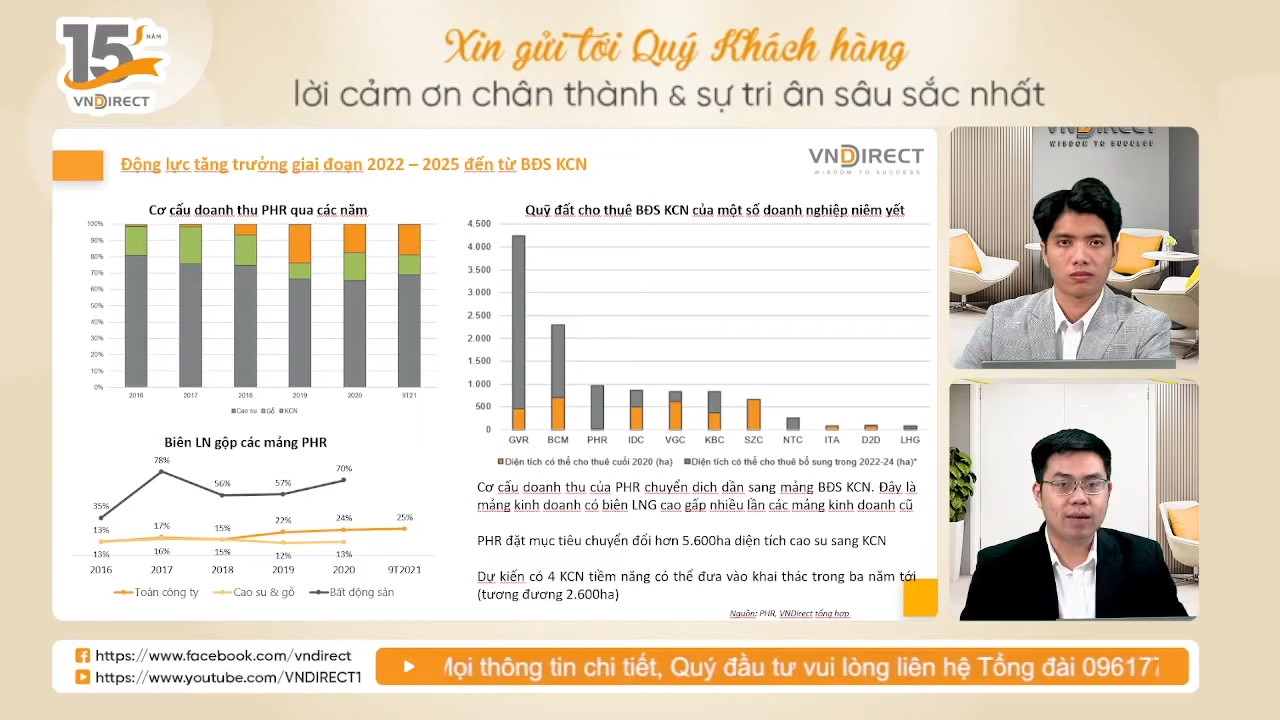 15 NĂM
VNDIRECT
Xin gửi tới Quý Khách hàng
lời cảm ơn chân thành & sự tri ân sâu sắc nhất
Động lực tăng trưởng giai đoạn 2022 – 2025 đến từ BĐS KCN
VNDIRECT
WISDOM TO SUCCESS
Cơ cấu doanh thu PHR qua các năm
100%
90%
80%
70%
60%
50%
40%
30%
20%
10%
0%
2016 2017 2018 2019 2020 9T21
Cao su Gỗ KCN
Biên LN gộp các mảng PHR
78%
70%
56% 57%
35%
13% 17% 15% 22% 24% 25%
13% 16% 15% 12% 13%
2016 2017 2018 2019 2020 9T2021
Toàn công ty Cao su & gỗ Bất động sản
Quỹ đất cho thuê BĐS KCN của một số doanh nghiệp niêm yết
4.500
4.000
3.500
3.000
2.500
2.000
1.500
1.000
500
0
GVR BCM PHR IDC VGC KBC SZC NTC ITA D2D LHG
Diện tích có thể cho thuê cuối 2020 (ha) Diện tích có thể cho thuê bổ sung trong 2022-24 (ha)*
Cơ cấu doanh thu của PHR chuyển dịch dần sang mảng BĐS KCN. Đây là
mảng kinh doanh có biên LNG cao gấp nhiều lần các mảng kinh doanh cũ
PHR đặt mục tiêu chuyển đổi hơn 5.600ha diện tích cao su sang KCN
Dự kiến có 4 KCN tiềm năng có thể đưa vào khai thác trong ba năm tới
(tương đương 2.600ha)
Nguồn: PHR, VNDirect tổng hợp
VNDIRECT
WISDOM TO SUCCESS
https://www.facebook.com/vndirect
https://www.youtube.com/VNDIRECT1
Mọi thông tin chi tiết, Quý đầu tư vui lòng liên hệ Tổng đài 096177